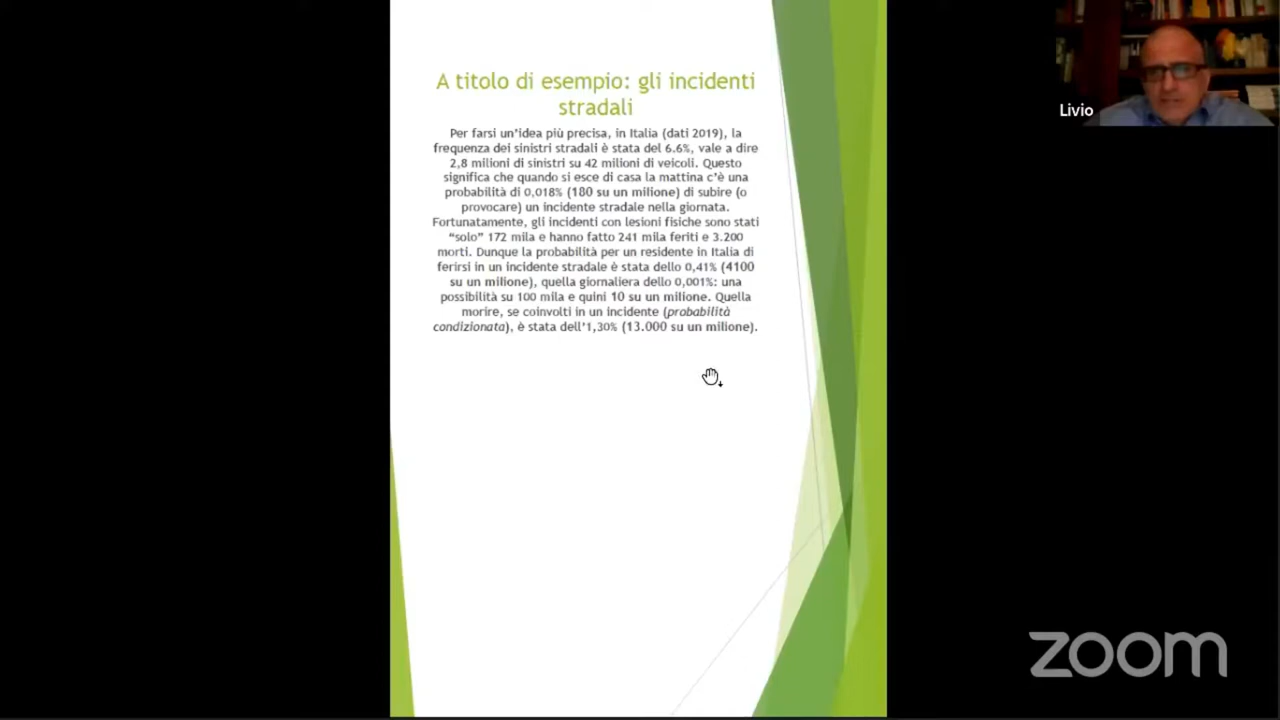 A titolo di esempio: gli incidenti
stradali
Per farsi un'idea più precisa, in Italia (dati 2019), la
frequenza dei sinistri stradali è stata del 6.6%, vale a dire
2,8 milioni di sinistri su 42 milioni di veicoli. Questo
significa che quando si esce di casa la mattina c'è una
probabilità di 0,018% (180 su un milione) di subire (o
provocare) un incidente stradale nella giornata.
Fortunatamente, gli incidenti con lesioni fisiche sono stati
“solo” 172 mila e hanno fatto 241 mila feriti e 3.200
morti. Dunque la probabilità per un residente in Italia di
ferirsi in un incidente stradale è stata dello 0,41% (4100
su un milione), quella giornaliera dello 0,001%: una
possibilità su 100 mila e quini 10 su un milione. Quella
morire, se coinvolti in un incidente (probabilità
condizionata), è stata dell'1,30% (13.000 su un milione).
Livio
zoom